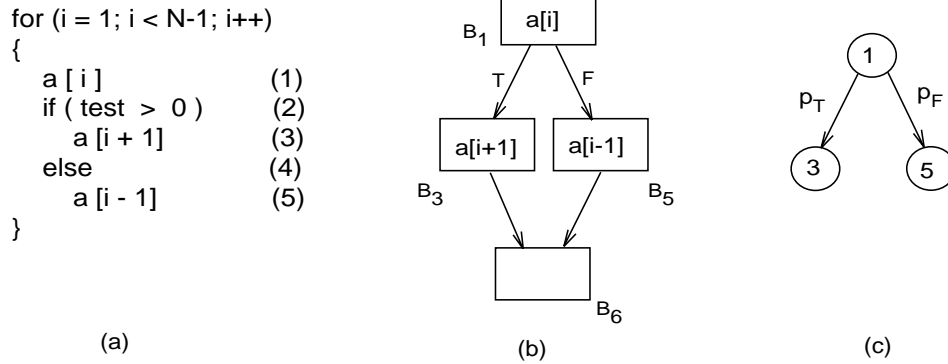 for (i = 1; i < N-1; i++)
{
a [ i ] (1)
if ( test > 0 ) (2)
a [i + 1] (3)
else (4)
a [i - 1] (5)
}
(a)
B1 a[i]
T F
a[i+1] a[i-1]
B3 B5
B6
(b)
1
pT pF
3 5
(c)